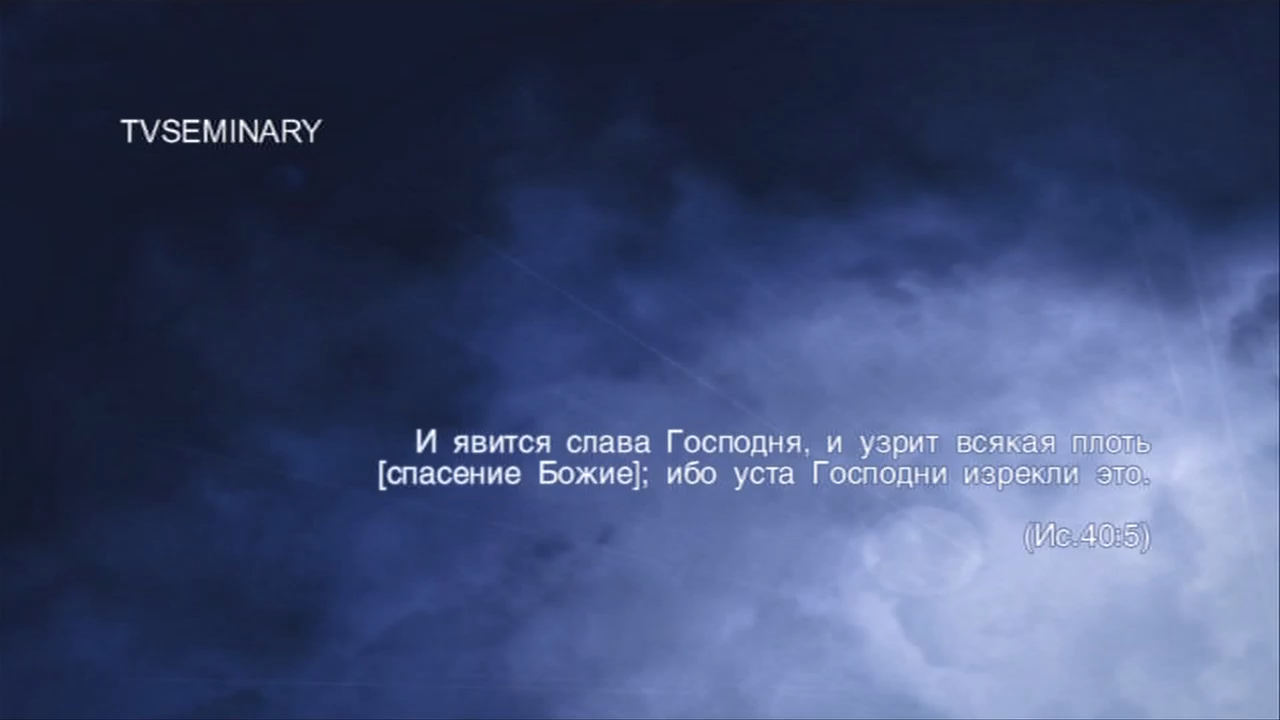 TVSEMINARY
И явится слава Господня, и узрит всякая плоть
[спасение Божие]; ибо уста Господни изрекли это.
(Ис.40:5)